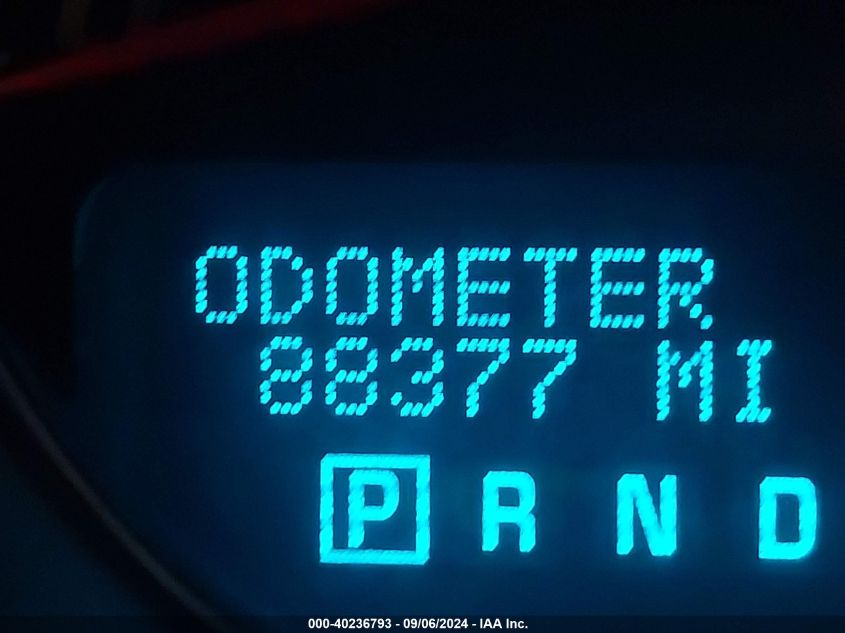 ODOMETER
88377 MI
P R N D
000-40236793 - 09/06/2024 - IAA Inc.